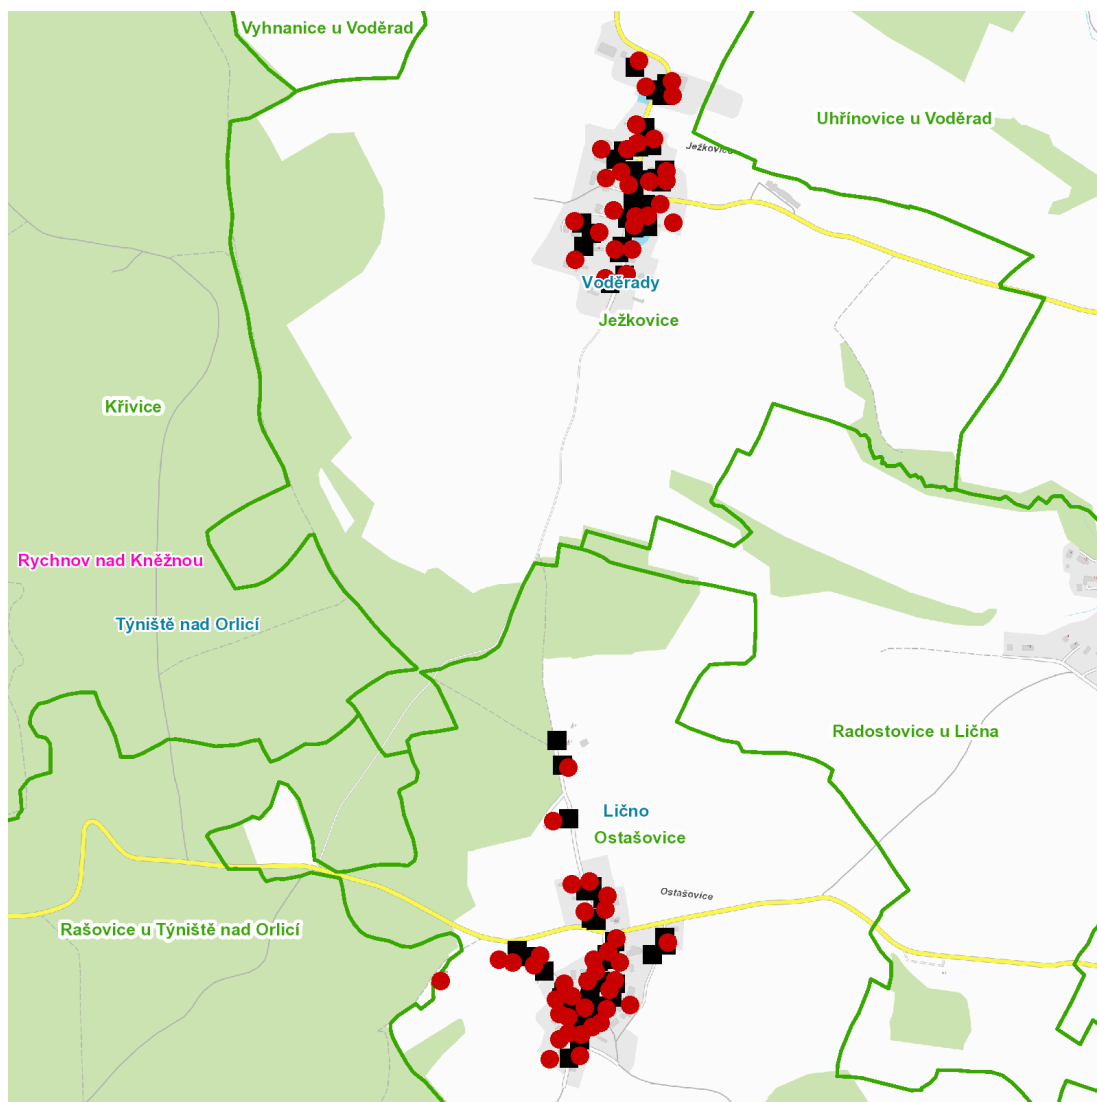 Vyhnanice u Voděrad
Uhřínovice u Voděrad
Ježkovice
Voděrady
Ježkovice
Křivice
Rychnov nad Kněžnou
Týniště nad Orlicí
Radostovice u Lična
Lično
Ostašovice
Ostašovice
Rašovice u Týniště nad Orlicí